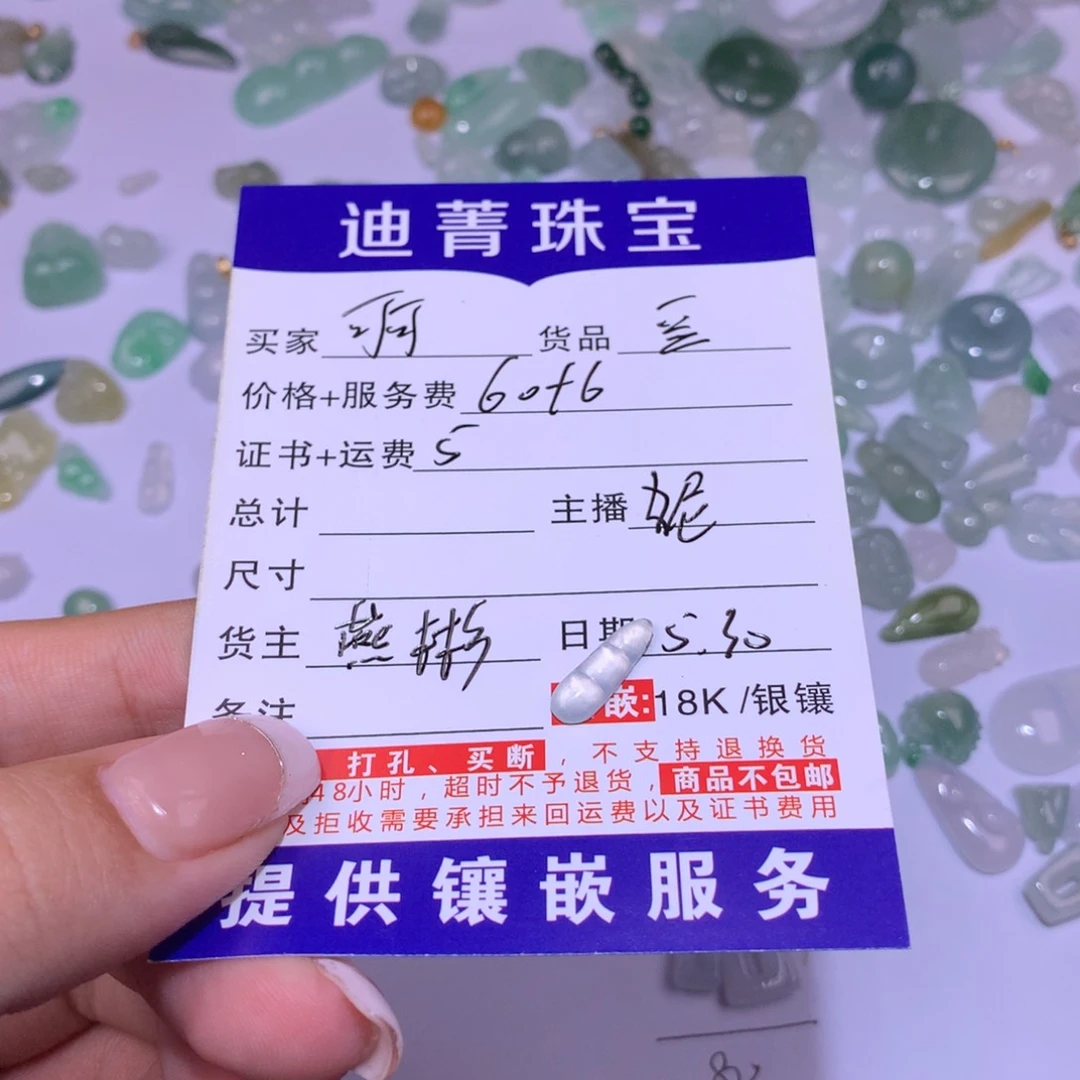 迪菁珠宝
买家 货品
价格+服务费 60+6
证书+运费 5
总计 主播 妮
尺寸
货主 燕彬 日期 5.30
备注 嵌:18K /银镶
打孔、买断，不支持退换货
48小时，超时不予退货，商品不包邮
及拒收需要承担来回运费以及证书费用
提供镶嵌服务